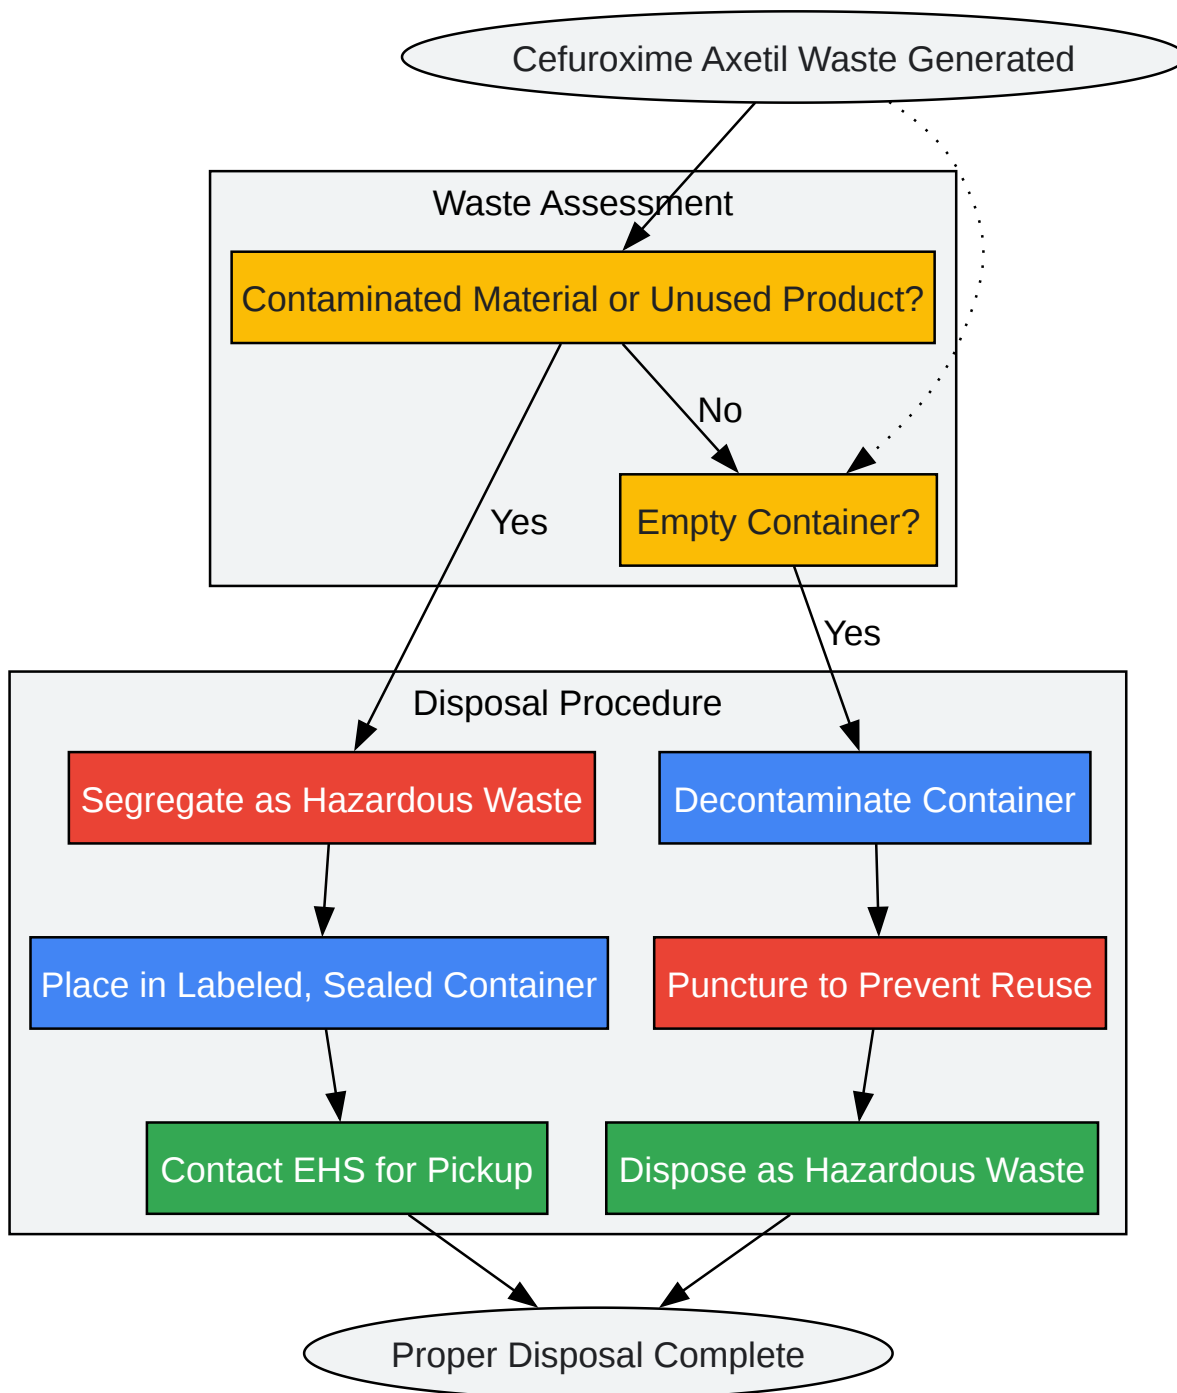 Cefuroxime Axetil Waste Generated
Waste Assessment
Contaminated Material or Unused Product?
No
Yes
Empty Container?
Yes
Disposal Procedure
Segregate as Hazardous Waste
Decontaminate Container
Place in Labeled, Sealed Container
Puncture to Prevent Reuse
Contact EHS for Pickup
Dispose as Hazardous Waste
Proper Disposal Complete